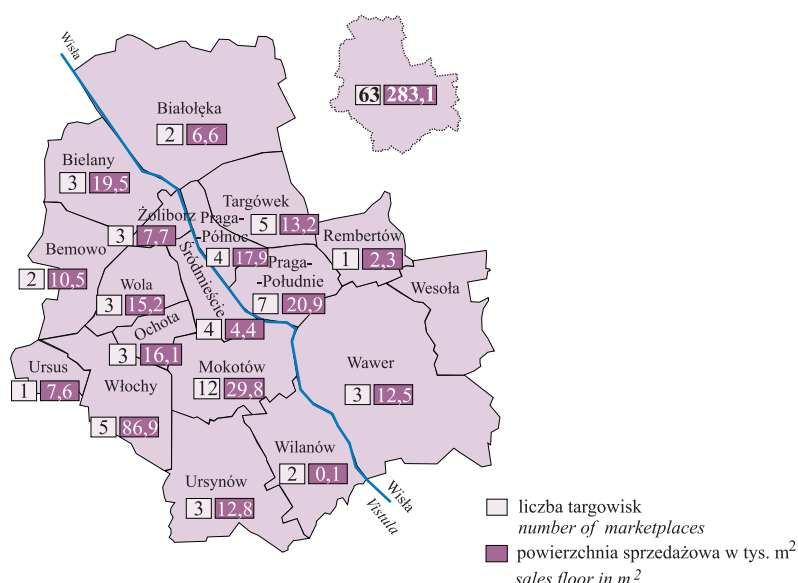 Wisła
63 283,1
Białołęka
2 6,6
Bielany
3 19,5
Targówek
5 13,2
Żoliborz
3 7,7
Praga-
-Północ
4 17,9
Rembertów
1 2,3
Bemowo
2 10,5
Śródmieście
4 4,4
Praga-
-Południe
7 20,9
Wesoła
Wola
3 15,2
Ochota
3 16,1
Ursus
1 7,6
Włochy
5 86,9
Mokotów
12 29,8
Wawer
3 12,5
Wilanów
2 0,1
Ursynów
3 12,8
Wisła
Vistula
liczba targowisk
number of marketplaces
powierzchnia sprzedażowa w tys. m²
sales floor in m²